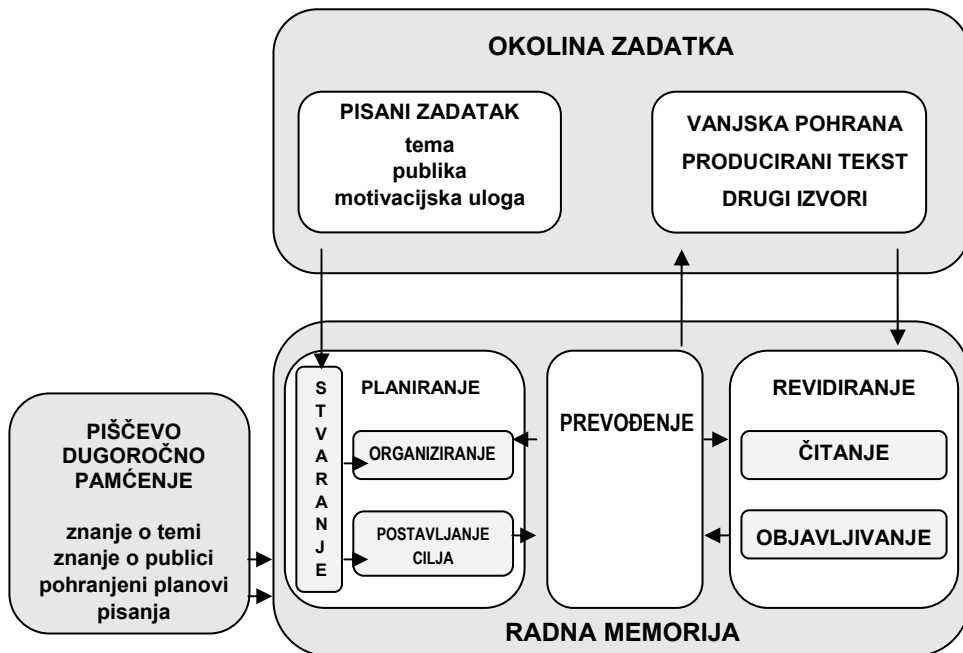 OKOLINA ZADATKA
PISANI ZADATAK
tema
publika
motivacijska uloga
VANJSKA POHRANA
PRODUCIRANI TEKST
DRUGI IZVORI
PIŠČEVO
DUGOROČNO
PAMĆENJE
znanje o temi
znanje o publici
pohranjeni planovi
pisanja
STVARANJE
PLANIRANJE
ORGANIZIRANJE
POSTAVLJANJE
CILJA
PREVOĐENJE
REVIDIRANJE
ČITANJE
OBJAVLJIVANJE
RADNA MEMORIJA